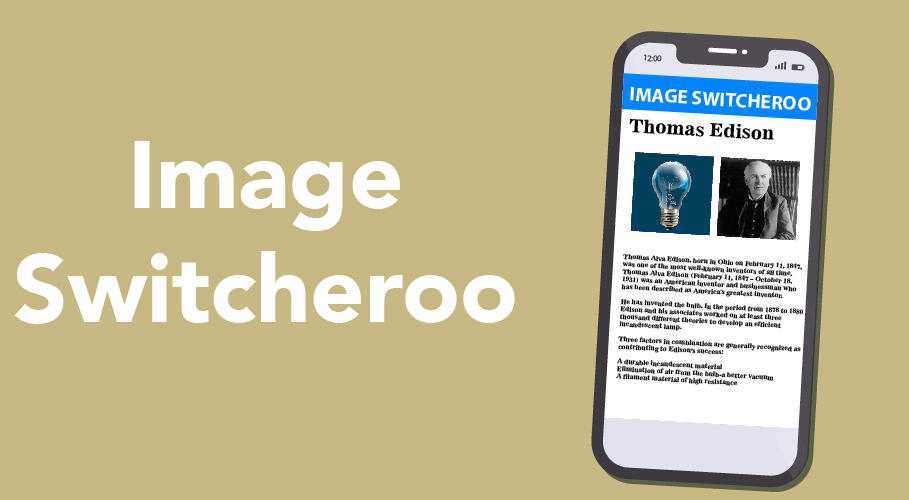 Image
Switcheroo
12:00
IMAGE SWITCHEROO
Thomas Edison
Thomas Alva Edison, born in Ohio on February 11, 1847,
was one of the most well-known inventors of all time.
Thomas Alva Edison (February 11, 1847 – October 18,
1931) was an American inventor and businessman who
has been described as America's greatest inventor.
He has invented the bulb. In the period from 1878 to 1880
Edison and his associates worked on at least three
thousand different theories to develop an efficient
incandescent lamp.
Three factors in combination are generally recognized as
contributing to Edison's success:
A durable incandescent material
Elimination of air from the bulb-a better vacuum
A filament material of high resistance